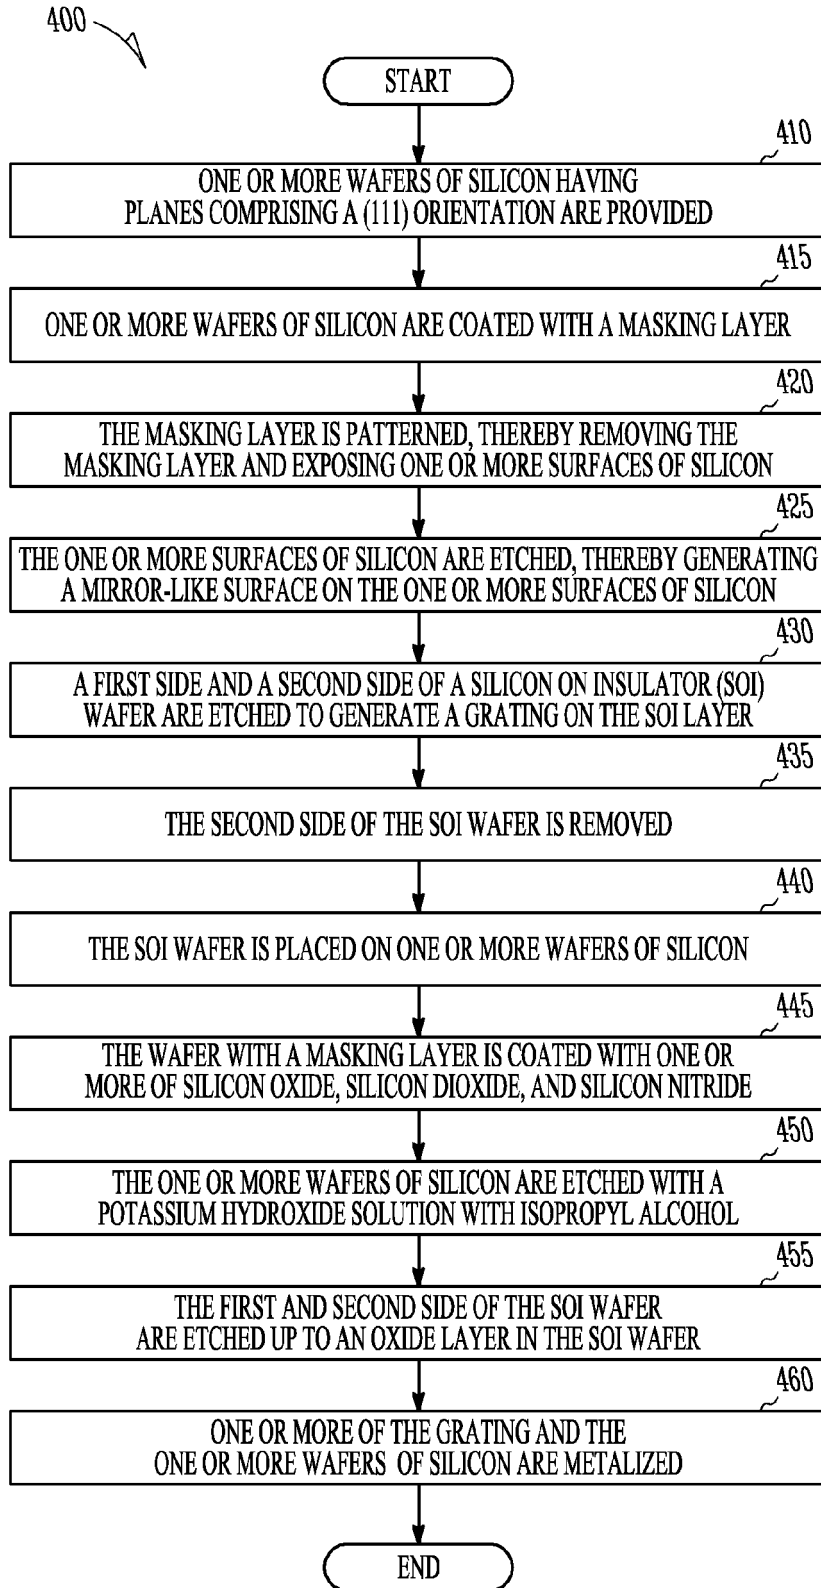 400
START
410
ONE OR MORE WAFERS OF SILICON HAVING
PLANES COMPRISING A (111) ORIENTATION ARE PROVIDED
415
ONE OR MORE WAFERS OF SILICON ARE COATED WITH A MASKING LAYER
420
THE MASKING LAYER IS PATTERNED, THEREBY REMOVING THE
MASKING LAYER AND EXPOSING ONE OR MORE SURFACES OF SILICON
425
THE ONE OR MORE SURFACES OF SILICON ARE ETCHED, THEREBY GENERATING
A MIRROR-LIKE SURFACE ON THE ONE OR MORE SURFACES OF SILICON
430
A FIRST SIDE AND A SECOND SIDE OF A SILICON ON INSULATOR (SOI)
WAFER ARE ETCHED TO GENERATE A GRATING ON THE SOI LAYER
435
THE SECOND SIDE OF THE SOI WAFER IS REMOVED
440
THE SOI WAFER IS PLACED ON ONE OR MORE WAFERS OF SILICON
445
THE WAFER WITH A MASKING LAYER IS COATED WITH ONE OR
MORE OF SILICON OXIDE, SILICON DIOXIDE, AND SILICON NITRIDE
450
THE ONE OR MORE WAFERS OF SILICON ARE ETCHED WITH A
POTASSIUM HYDROXIDE SOLUTION WITH ISOPROPYL ALCOHOL
455
THE FIRST AND SECOND SIDE OF THE SOI WAFER
ARE ETCHED UP TO AN OXIDE LAYER IN THE SOI WAFER
460
ONE OR MORE OF THE GRATING AND THE
ONE OR MORE WAFERS OF SILICON ARE METALIZED
END